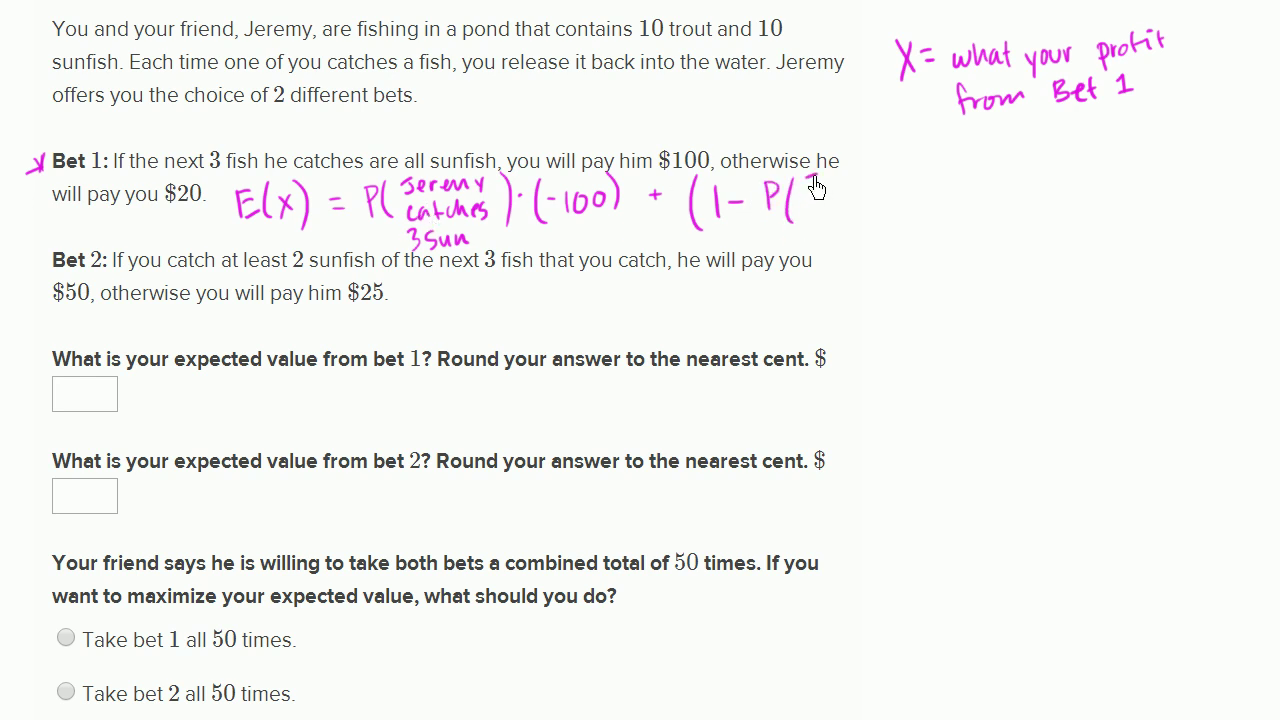 You and your friend, Jeremy, are fishing in a pond that contains 10 trout and 10
sunfish. Each time one of you catches a fish, you release it back into the water. Jeremy
offers you the choice of 2 different bets.
X = what your profit
from Bet 1
Bet 1: If the next 3 fish he catches are all sunfish, you will pay him $100, otherwise he
will pay you $20.
E(x) = P( Jeremy catches 3 sun ) · (-100) + ( 1 - P(
Bet 2: If you catch at least 2 sunfish of the next 3 fish that you catch, he will pay you
$50, otherwise you will pay him $25.
What is your expected value from bet 1? Round your answer to the nearest cent. $
What is your expected value from bet 2? Round your answer to the nearest cent. $
Your friend says he is willing to take both bets a combined total of 50 times. If you
want to maximize your expected value, what should you do?
Take bet 1 all 50 times.
Take bet 2 all 50 times.